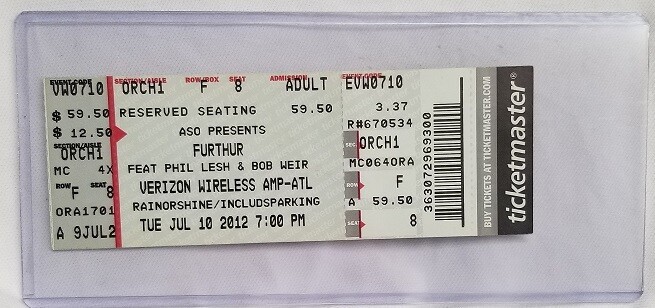 EVENT CODE
VW0710
$ 59.50
$ 12.50
SECTION/AISLE
ORCH1
MC 4X
ROW SEAT
F 8
ORA1701
A 9JUL2
SECTION/AISLE ROW/BOX SEAT ADMISSION
ORCH1 F 8 ADULT
RESERVED SEATING 59.50
ASO PRESENTS
FURTHUR
FEAT PHIL LESH & BOB WEIR
VERIZON WIRELESS AMP-ATL
RAINORSHINE/INCLUDSPARKING
TUE JUL 10 2012 7:00 PM
EVENT CODE
EVW0710
3.37
R#670534
SEC ORCH1
MC0640RA
ROW F
A 59.50
SEAT 8
363072969300
BUY TICKETS AT TICKETMASTER.COM
ticketmaster®